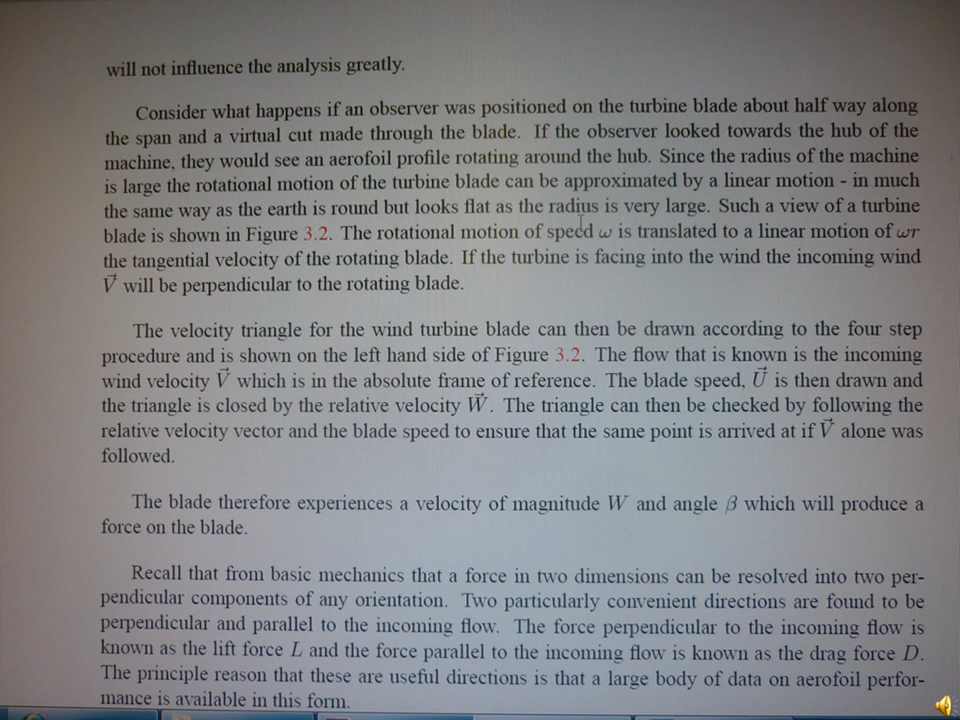 will not influence the analysis greatly.
Consider what happens if an observer was positioned on the turbine blade about half way along
the span and a virtual cut made through the blade. If the observer looked towards the hub of the
machine, they would see an aerofoil profile rotating around the hub. Since the radius of the machine
is large the rotational motion of the turbine blade can be approximated by a linear motion - in much
the same way as the earth is round but looks flat as the radius is very large. Such a view of a turbine
blade is shown in Figure 3.2. The rotational motion of speed ω is translated to a linear motion of ωr
the tangential velocity of the rotating blade. If the turbine is facing into the wind the incoming wind
V⃗ will be perpendicular to the rotating blade.
The velocity triangle for the wind turbine blade can then be drawn according to the four step
procedure and is shown on the left hand side of Figure 3.2. The flow that is known is the incoming
wind velocity V⃗ which is in the absolute frame of reference. The blade speed, U⃗ is then drawn and
the triangle is closed by the relative velocity W⃗. The triangle can then be checked by following the
relative velocity vector and the blade speed to ensure that the same point is arrived at if V⃗ alone was
followed.
The blade therefore experiences a velocity of magnitude W and angle β which will produce a
force on the blade.
Recall that from basic mechanics that a force in two dimensions can be resolved into two per-
pendicular components of any orientation. Two particularly convenient directions are found to be
perpendicular and parallel to the incoming flow. The force perpendicular to the incoming flow is
known as the lift force L and the force parallel to the incoming flow is known as the drag force D.
The principle reason that these are useful directions is that a large body of data on aerofoil perfor-
mance is available in this form.